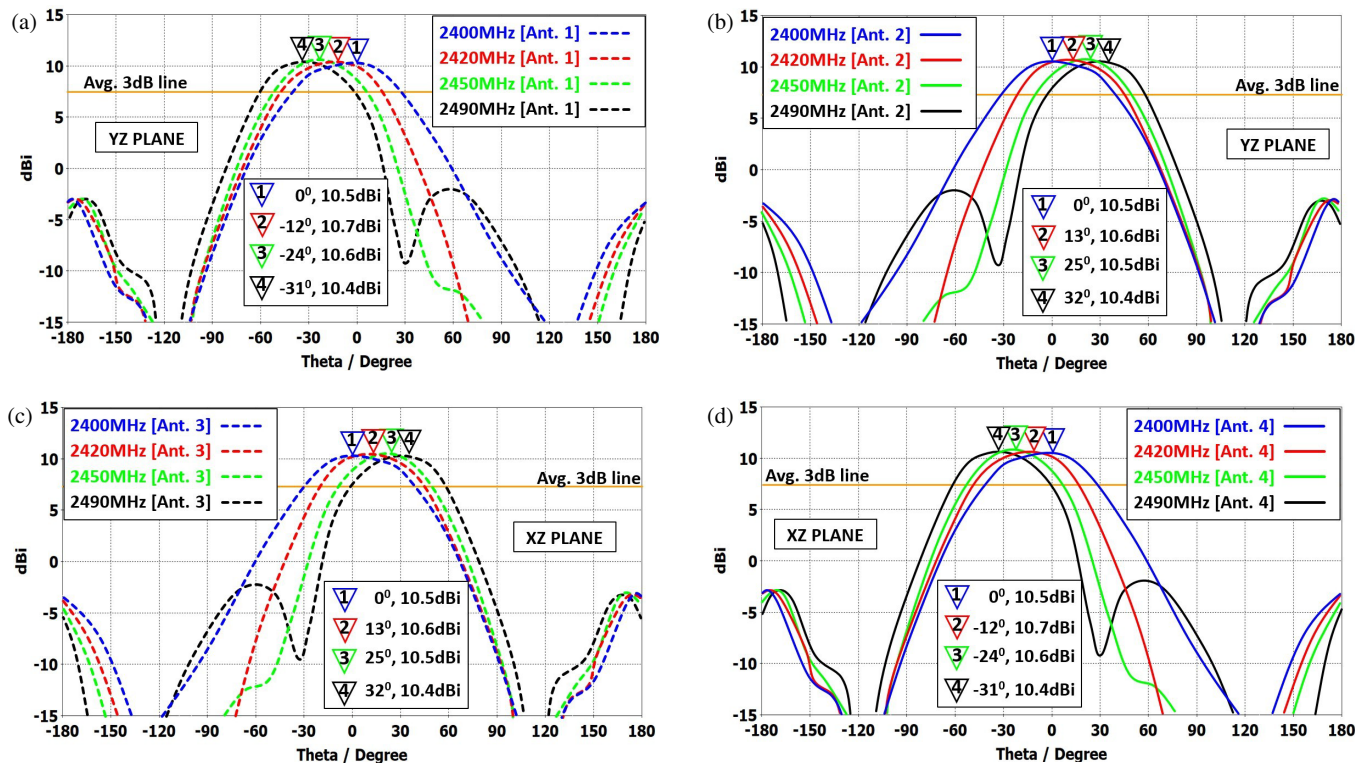 (a)
15
10
5
0
-5
-10
-15
dBi
Avg. 3dB line
YZ PLANE
4 3 2 1
2400MHz [Ant. 1]
2420MHz [Ant. 1]
2450MHz [Ant. 1]
2490MHz [Ant. 1]
1 0⁰, 10.5dBi
2 -12⁰, 10.7dBi
3 -24⁰, 10.6dBi
4 -31⁰, 10.4dBi
-180 -150 -120 -90 -60 -30 0 30 60 90 120 150 180
Theta / Degree
(b)
15
10
5
0
-5
-10
-15
dBi
2400MHz [Ant. 2]
2420MHz [Ant. 2]
2450MHz [Ant. 2]
2490MHz [Ant. 2]
1 2 3 4
Avg. 3dB line
YZ PLANE
1 0⁰, 10.5dBi
2 13⁰, 10.6dBi
3 25⁰, 10.5dBi
4 32⁰, 10.4dBi
-180 -150 -120 -90 -60 -30 0 30 60 90 120 150 180
Theta / Degree
(c)
15
10
5
0
-5
-10
-15
dBi
2400MHz [Ant. 3]
2420MHz [Ant. 3]
2450MHz [Ant. 3]
2490MHz [Ant. 3]
1 2 3 4
Avg. 3dB line
XZ PLANE
1 0⁰, 10.5dBi
2 13⁰, 10.6dBi
3 25⁰, 10.5dBi
4 32⁰, 10.4dBi
-180 -150 -120 -90 -60 -30 0 30 60 90 120 150 180
Theta / Degree
(d)
15
10
5
0
-5
-10
-15
dBi
Avg. 3dB line
XZ PLANE
4 3 2 1
2400MHz [Ant. 4]
2420MHz [Ant. 4]
2450MHz [Ant. 4]
2490MHz [Ant. 4]
1 0⁰, 10.5dBi
2 -12⁰, 10.7dBi
3 -24⁰, 10.6dBi
4 -31⁰, 10.4dBi
-180 -150 -120 -90 -60 -30 0 30 60 90 120 150 180
Theta / Degree